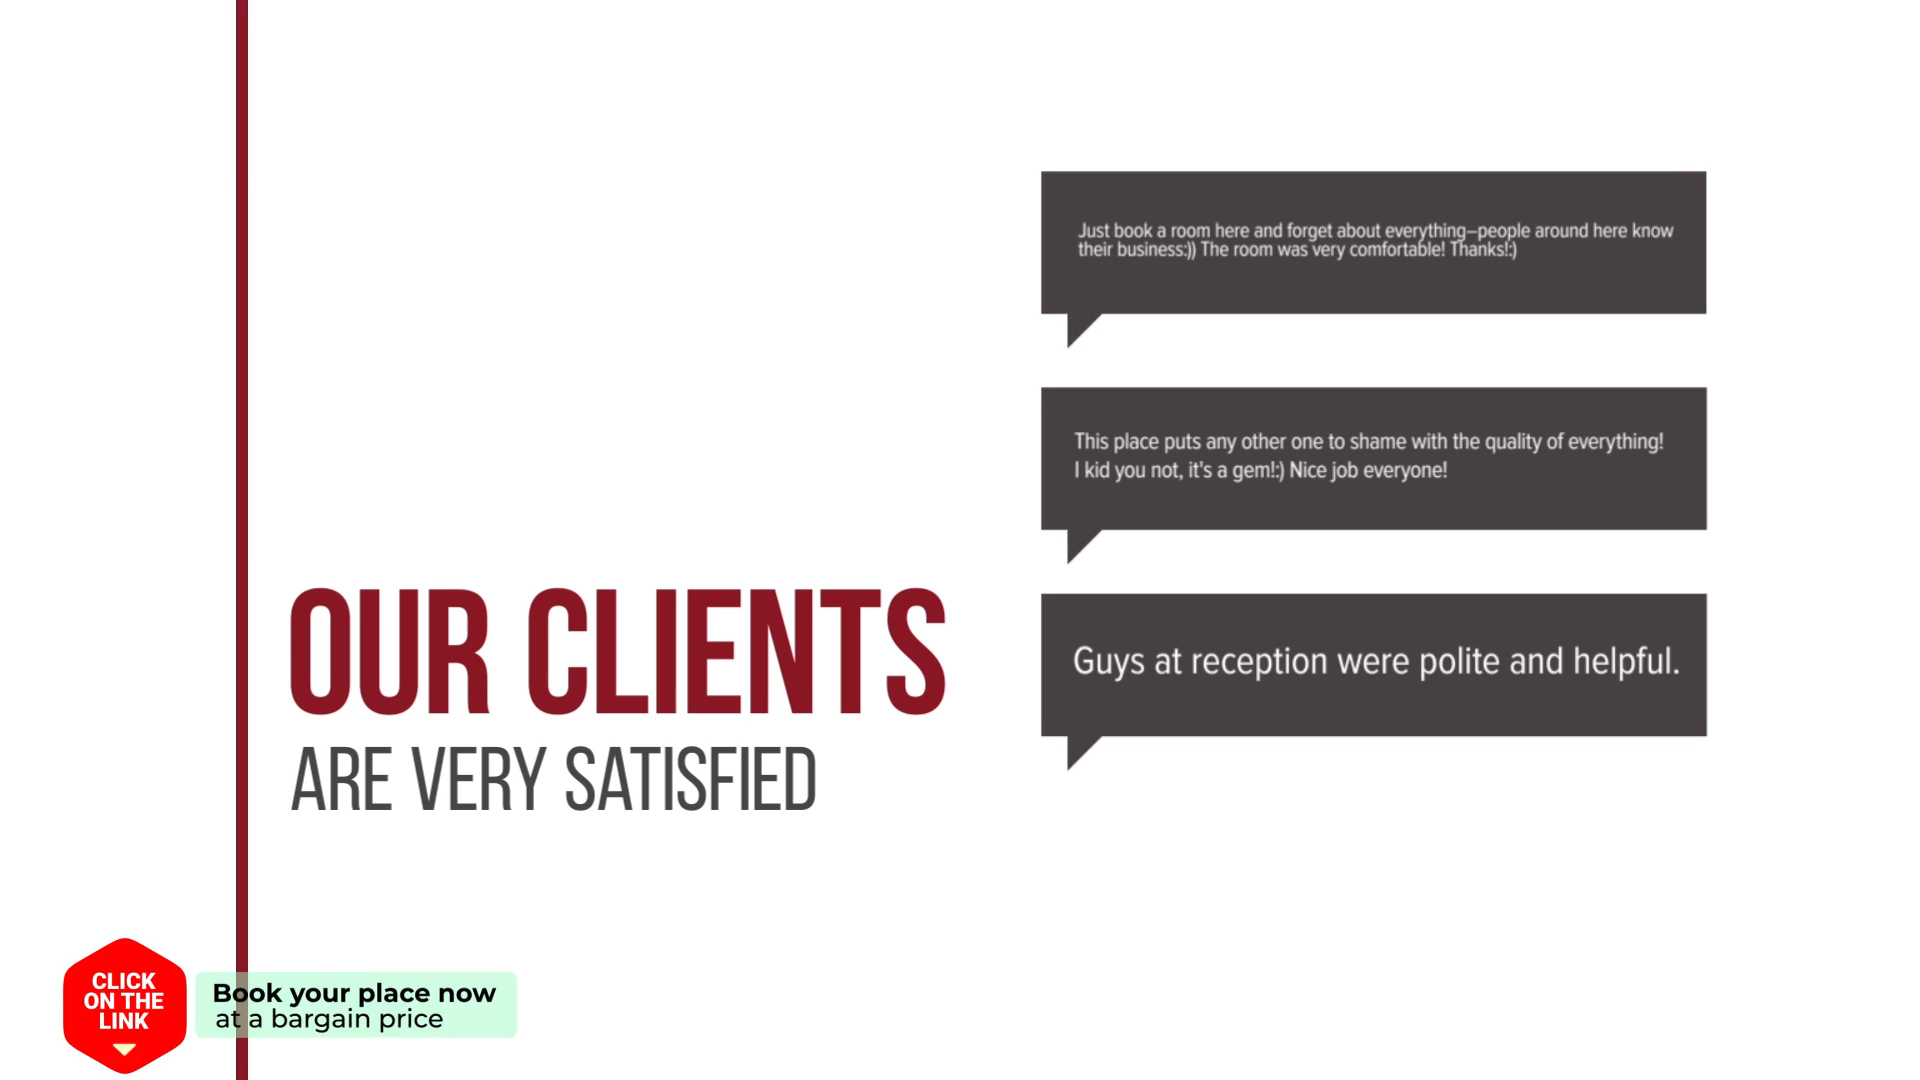 Just book a room here and forget about everything–people around here know
their business:)) The room was very comfortable! Thanks!:)
This place puts any other one to shame with the quality of everything!
I kid you not, it's a gem!:) Nice job everyone!
Guys at reception were polite and helpful.
OUR CLIENTS
ARE VERY SATISFIED
CLICK
ON THE
LINK
Book your place now
at a bargain price